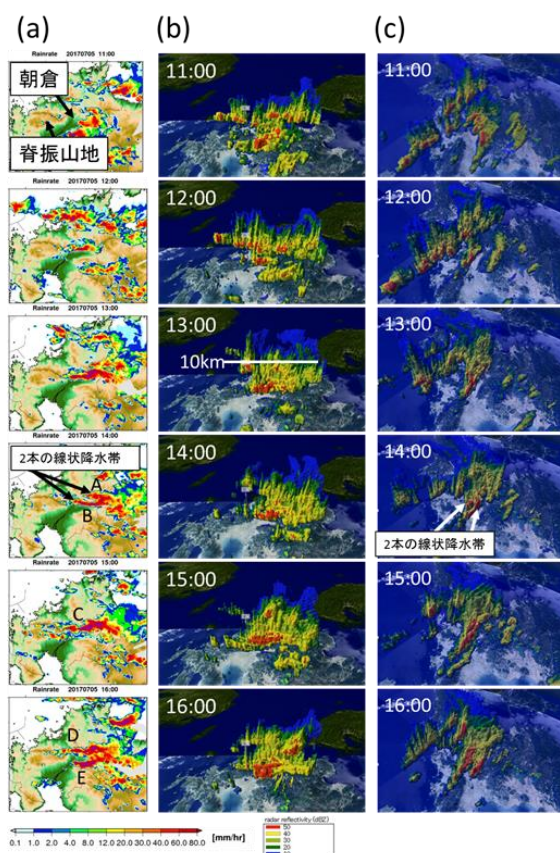 (a) (b) (c)
Rainrate 20170705 11:00
朝倉
脊振山地
11:00
11:00
Rainrate 20170705 12:00
12:00
12:00
Rainrate 20170705 13:00
13:00
10km
13:00
Rainrate 20170705 14:00
2本の線状降水帯
A
B
14:00
14:00
2本の線状降水帯
Rainrate 20170705 15:00
C
15:00
15:00
Rainrate 20170705 16:00
D
E
16:00
16:00
0.1 1.0 2.0 4.0 8.0 12.0 20.0 40.0 60.0 80.0 [mm/hr]
radar reflectivity (dBZ)
50
40
30
20